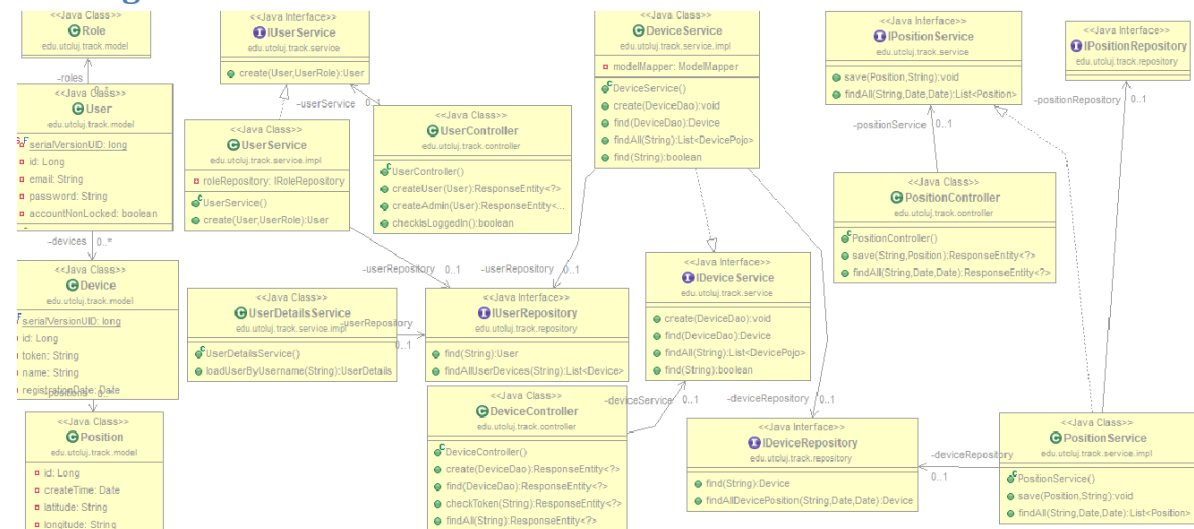 <<Java Class>>
Role
edu.utcluj.track.model
-roles
0..*
<<Java Class>>
User
edu.utcluj.track.model
serialVersionUID: long
id: Long
email: String
password: String
accountNonLocked: boolean
-devices 0..*
<<Java Class>>
Device
edu.utcluj.track.model
serialVersionUID: long
id: Long
token: String
name: String
registrationDate: Date
-positions 0..*
<<Java Class>>
Position
edu.utcluj.track.model
id: Long
createTime: Date
latitude: String
longitude: String
<<Java Interface>>
IUserService
edu.utcluj.track.service
create(User,UserRole):User
-userService 0..1
<<Java Class>>
UserService
edu.utcluj.track.service.impl
roleRepository: IRoleRepository
UserService()
create(User,UserRole):User
<<Java Class>>
UserController
edu.utcluj.track.controller
UserController()
createUser(User):ResponseEntity<?>
createAdmin(User):ResponseEntity<...
checkIsLoggedIn():boolean
-userRepository 0..1
-userRepository 0..1
<<Java Class>>
UserDetailsService
edu.utcluj.track.service.impl
UserDetailsService()
loadUserByUsername(String):UserDetails
-userRepository
0..1
<<Java Interface>>
IUserRepository
edu.utcluj.track.repository
find(String):User
findAllUserDevices(String):List<Device>
<<Java Class>>
DeviceController
edu.utcluj.track.controller
DeviceController()
create(DeviceDao):ResponseEntity<?>
find(DeviceDao):ResponseEntity<?>
checkToken(String):ResponseEntity<?>
findAll(String):ResponseEntity<?>
<<Java Class>>
DeviceService
edu.utcluj.track.service.impl
modelMapper: ModelMapper
DeviceService()
create(DeviceDao):void
find(DeviceDao):Device
findAll(String):List<DevicePojo>
find(String):boolean
<<Java Interface>>
IDeviceService
edu.utcluj.track.service
create(DeviceDao):void
find(DeviceDao):Device
findAll(String):List<DevicePojo>
find(String):boolean
-deviceService 0..1
-deviceRepository 0..1
<<Java Interface>>
IDeviceRepository
edu.utcluj.track.repository
find(String):Device
findAllDevicePosition(String,Date,Date):Device
<<Java Interface>>
IPositionService
edu.utcluj.track.service
save(Position,String):void
findAll(String,Date,Date):List<Position>
-positionService 0..1
<<Java Class>>
PositionController
edu.utcluj.track.controller
PositionController()
save(String,Position):ResponseEntity<?>
findAll(String,Date,Date):ResponseEntity<?>
<<Java Interface>>
IPositionRepository
edu.utcluj.track.repository
-positionRepository 0..1
-deviceRepository
0..1
<<Java Class>>
PositionService
edu.utcluj.track.service.impl
PositionService()
save(Position,String):void
findAll(String,Date,Date):List<Position>